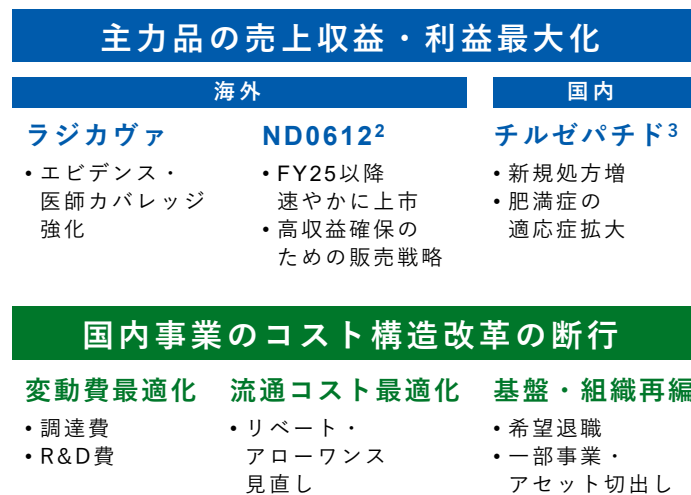 主力品の売上収益・利益最大化
海外
国内
ラジカヴァ
• エビデンス・
医師カバレッジ
強化
ND0612²
• FY25以降
速やかに上市
• 高収益確保の
ための販売戦略
チルゼパチド³
• 新規処方増
• 肥満症の
適応症拡大
国内事業のコスト構造改革の断行
変動費最適化
• 調達費
• R&D費
流通コスト最適化
• リベート・
アローワンス
見直し
基盤・組織再編
• 希望退職
• 一部事業・
アセット切出し